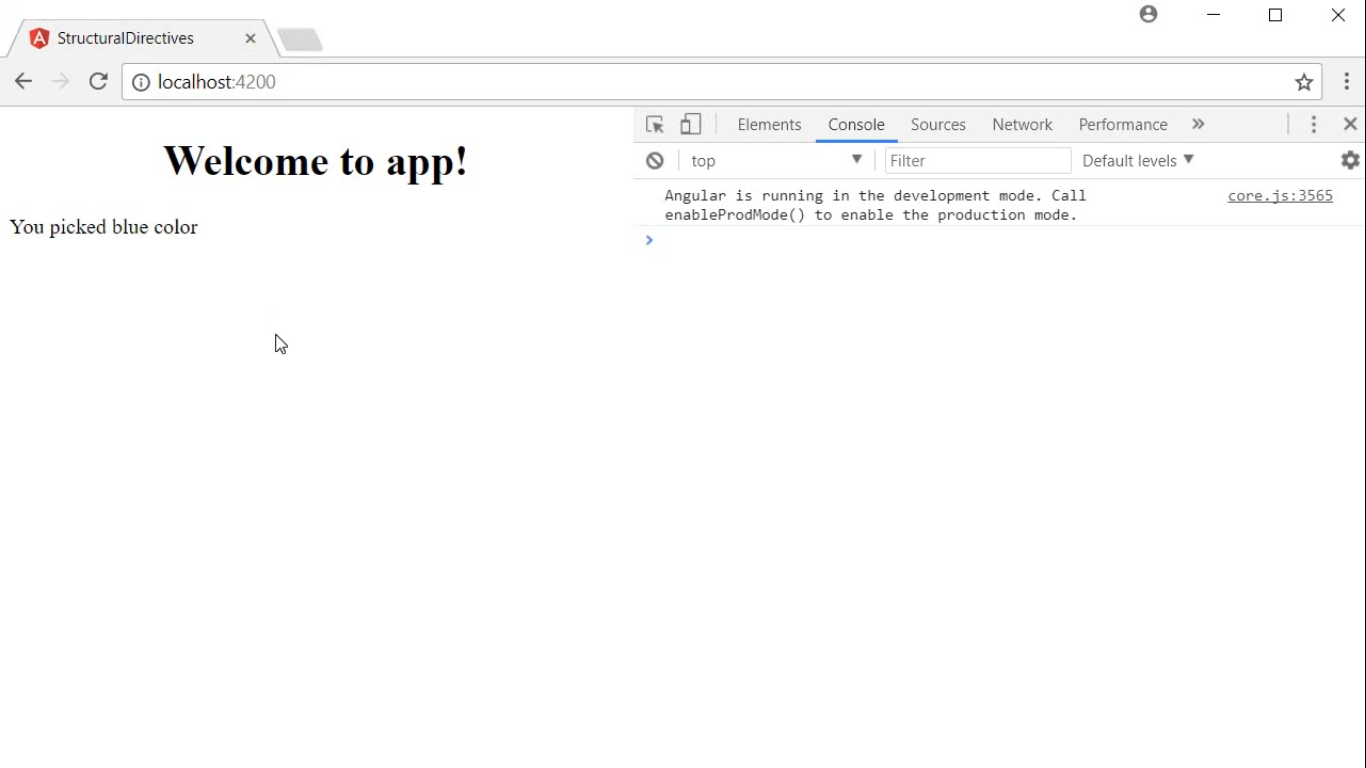 StructuralDirectives
localhost:4200
Welcome to app!
You picked blue color
Elements Console Sources Network Performance »
top Filter Default levels
Angular is running in the development mode. Call core.js:3565
enableProdMode() to enable the production mode.